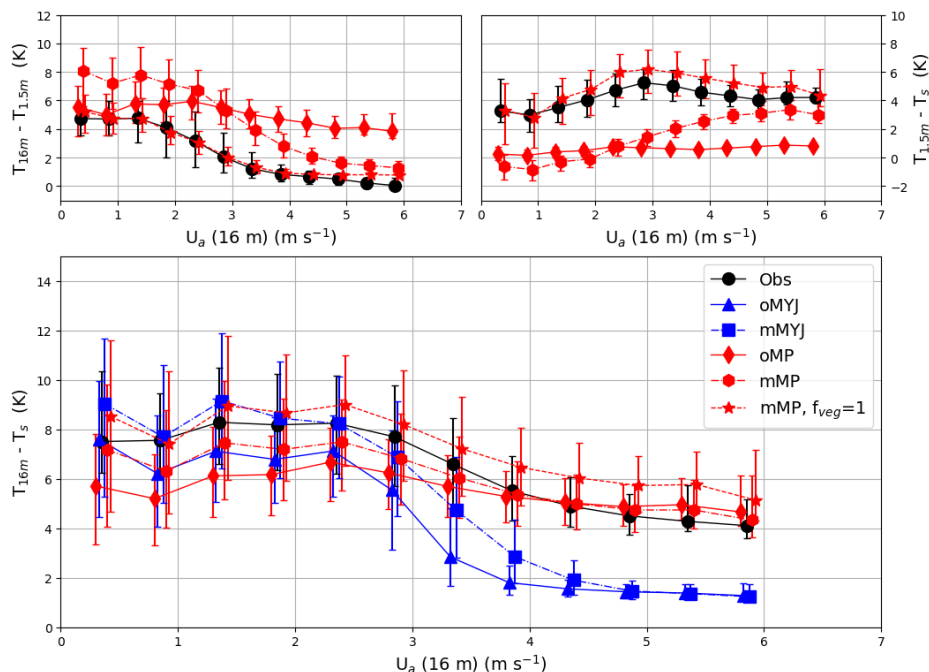 12
10
8
6
4
2
0
T16m - T1.5m (K)
0 1 2 3 4 5 6 7
Ua (16 m) (m s−1)
10
8
6
4
2
0
−2
T1.5m - Ts (K)
0 1 2 3 4 5 6 7
Ua (16 m) (m s−1)
14
12
10
8
6
4
2
0
T16m - Ts (K)
Obs
oMYJ
mMYJ
oMP
mMP
mMP, fveg=1
0 1 2 3 4 5 6 7
Ua (16 m) (m s−1)